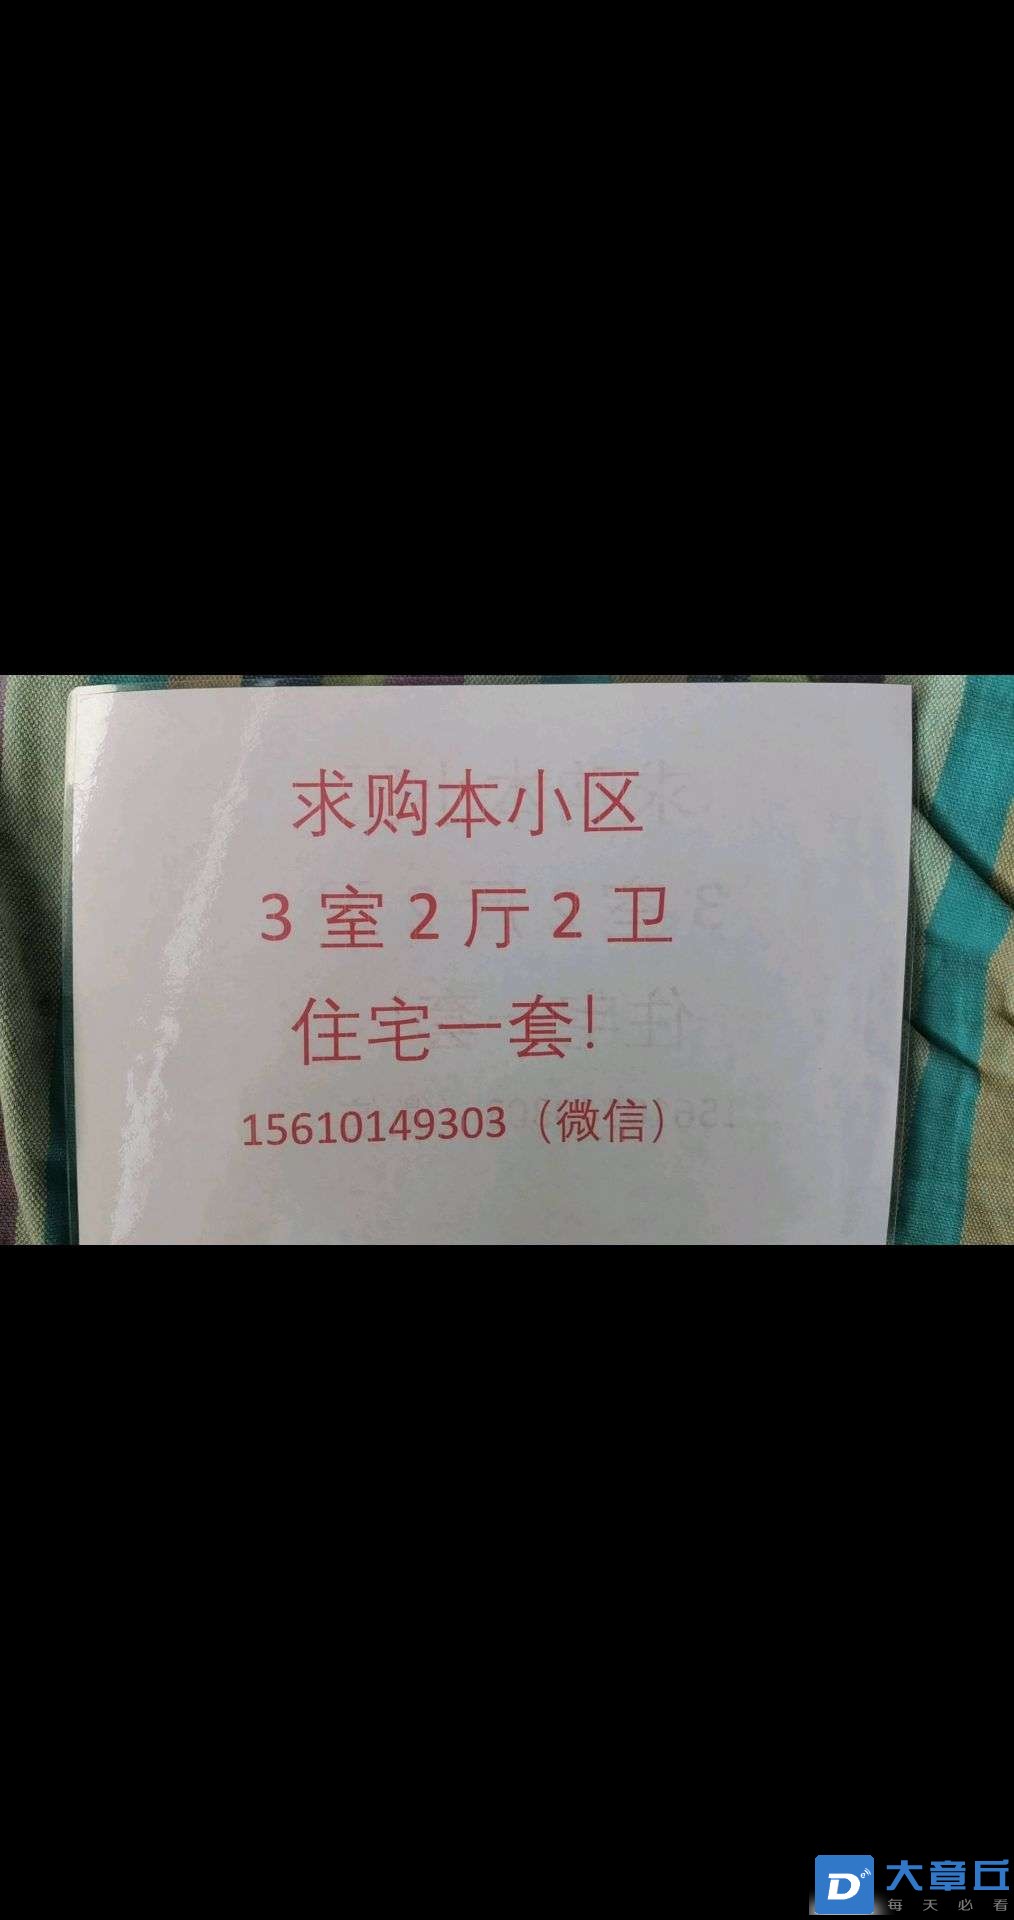 求购本小区
3室2厅2卫
住宅一套！
15610149303（微信）
D
大章丘
每天必看